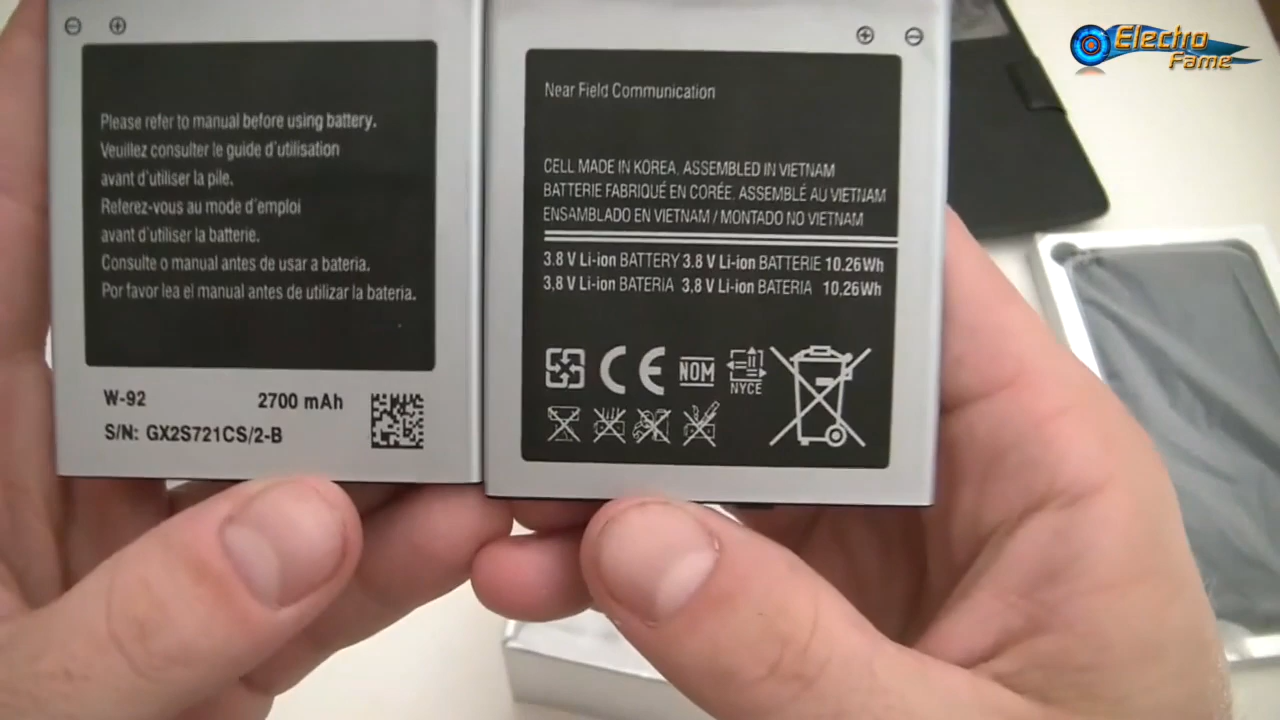 Electro
Fame
Please refer to manual before using battery.
Veuillez consulter le guide d'utilisation
avant d'utiliser la pile.
Referez-vous au mode d'emploi
avant d'utiliser la batterie.
Consulte o manual antes de usar a bateria.
Por favor lea el manual antes de utilizar la bateria.
W-92 2700 mAh
S/N: GX2S721CS/2-B
Near Field Communication
CELL MADE IN KOREA, ASSEMBLED IN VIETNAM
BATTERIE FABRIQUÉ EN CORÉE, ASSEMBLÉ AU VIETNAM
ENSAMBLADO EN VIETNAM / MONTADO NO VIETNAM
3.8 V Li-ion BATTERY 3.8 V Li-ion BATTERIE 10.26Wh
3,8 V Li-ion BATERIA 3,8 V Li-ion BATERIA 10.26Wh
CE NOM
NYCE